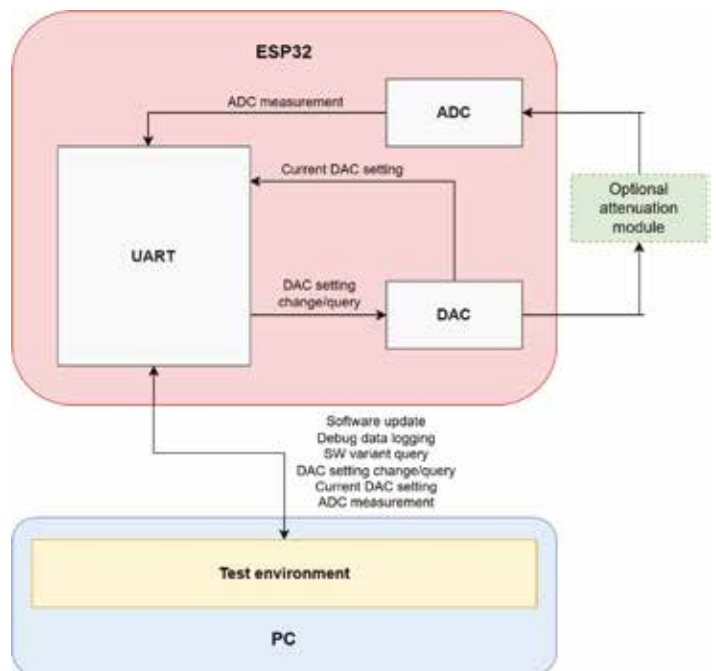 ESP32
ADC measurement
ADC
Current DAC setting
Optional
attenuation
module
UART
DAC setting
change/query
DAC
Software update
Debug data logging
SW variant query
DAC setting change/query
Current DAC setting
ADC measurement
Test environment
PC